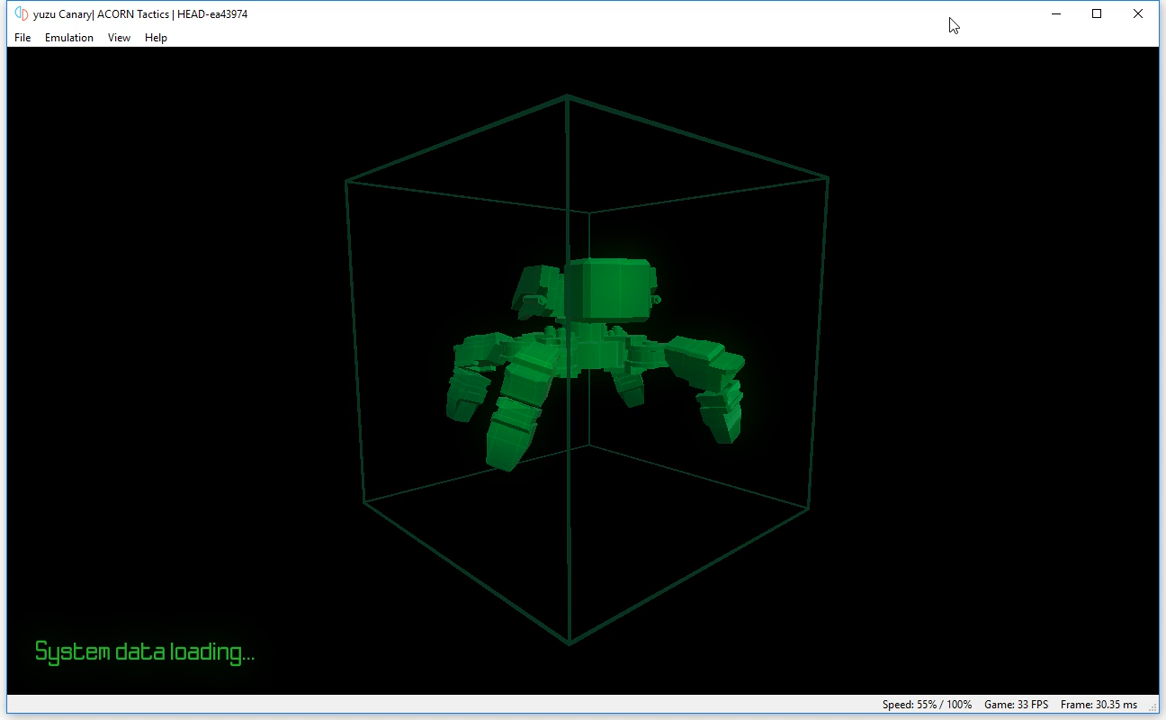 yuzu Canary| ACORN Tactics | HEAD-ea43974
File Emulation View Help
System data loading...
Speed: 55% / 100% Game: 33 FPS Frame: 30.35 ms